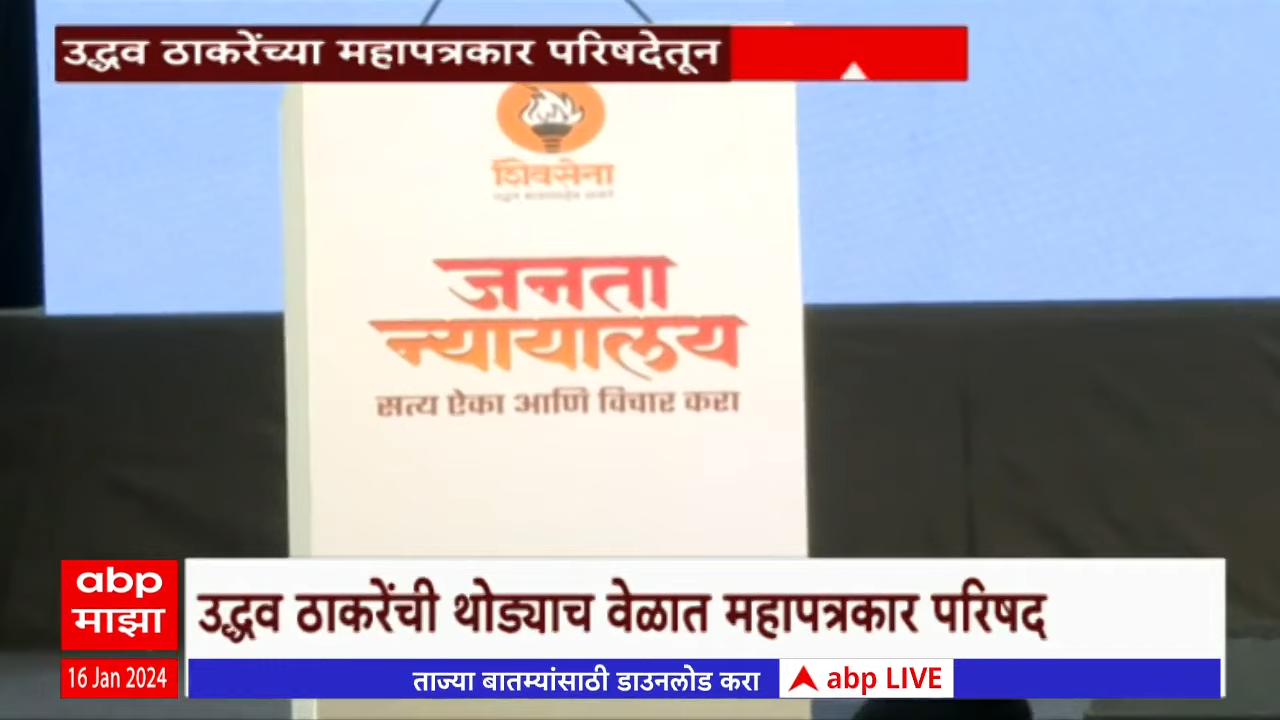 उद्धव ठाकरेंच्या महापत्रकार परिषदेतून
शिवसेना
जनता
न्यायालय
सत्य ऐका आणि विचार करा
abp
माझा
उद्धव ठाकरेंची थोड्याच वेळात महापत्रकार परिषद
16 Jan 2024
ताज्या बातम्यांसाठी डाउनलोड करा
abp LIVE